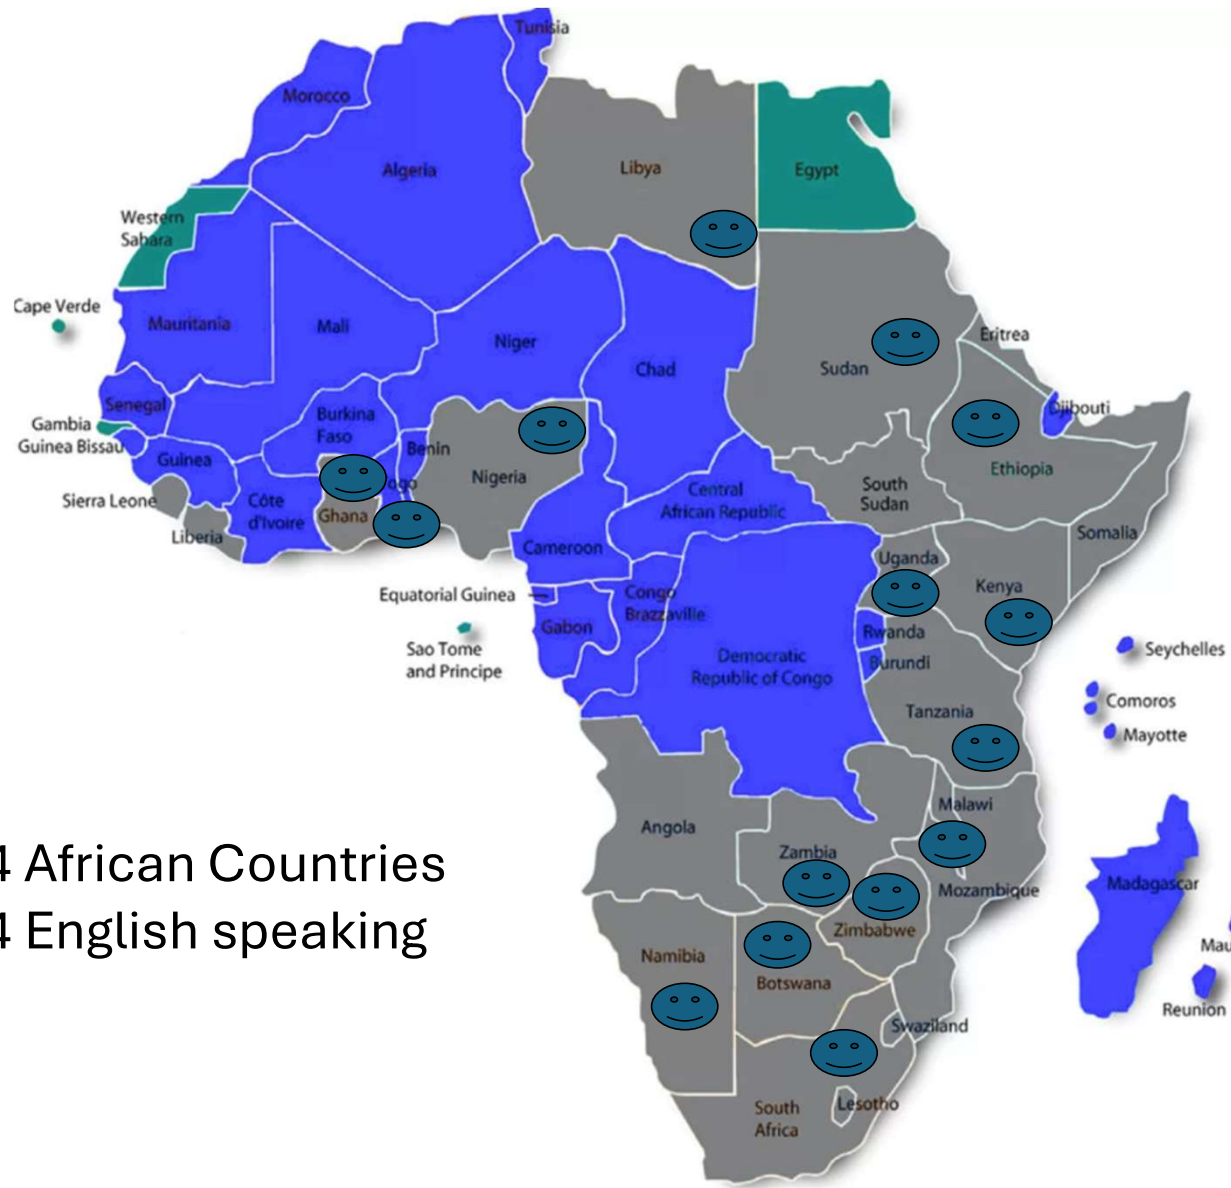 Tunisia
Morocco
Algeria
Libya
Egypt
Western
Sahara
Cape Verde
Mauritania
Mali
Niger
Chad
Sudan
Eritrea
Senegal
Gambia
Guinea Bissau
Burkina
Faso
Benin
Djibouti
Guinea
Sierra Leone
Liberia
Côte
d'Ivoire
Ghana
ogo
Nigeria
Central
African Republic
South
Sudan
Ethiopia
Somalia
Cameroon
Equatorial Guinea
Sao Tome
and Principe
Gabon
Congo
Brazzaville
Democratic
Republic of Congo
Uganda
Kenya
Rwanda
Burundi
Tanzania
Seychelles
Comoros
Mayotte
Angola
Zambia
Malawi
Mozambique
Madagascar
Zimbabwe
Namibia
Botswana
Mau
Reunion
Swaziland
Lesotho
South
Africa
4 African Countries
4 English speaking